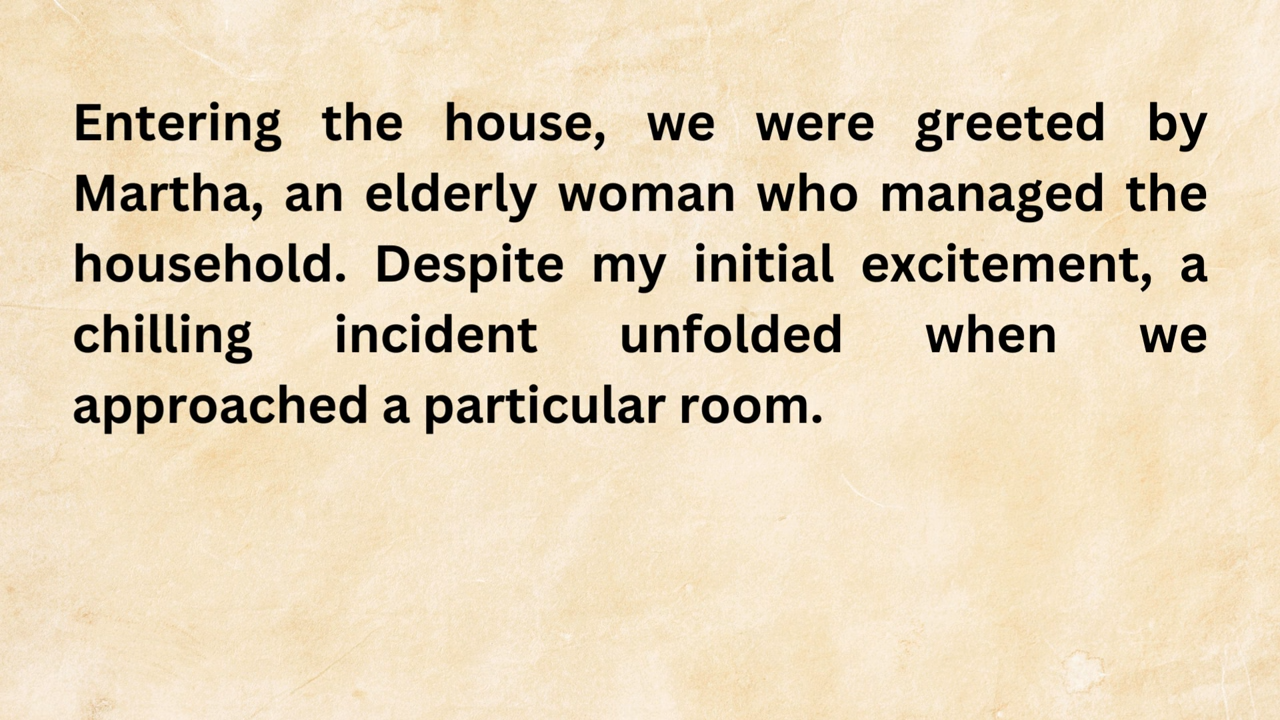 Entering the house, we were greeted by
Martha, an elderly woman who managed the
household. Despite my initial excitement, a
chilling incident unfolded when we
approached a particular room.